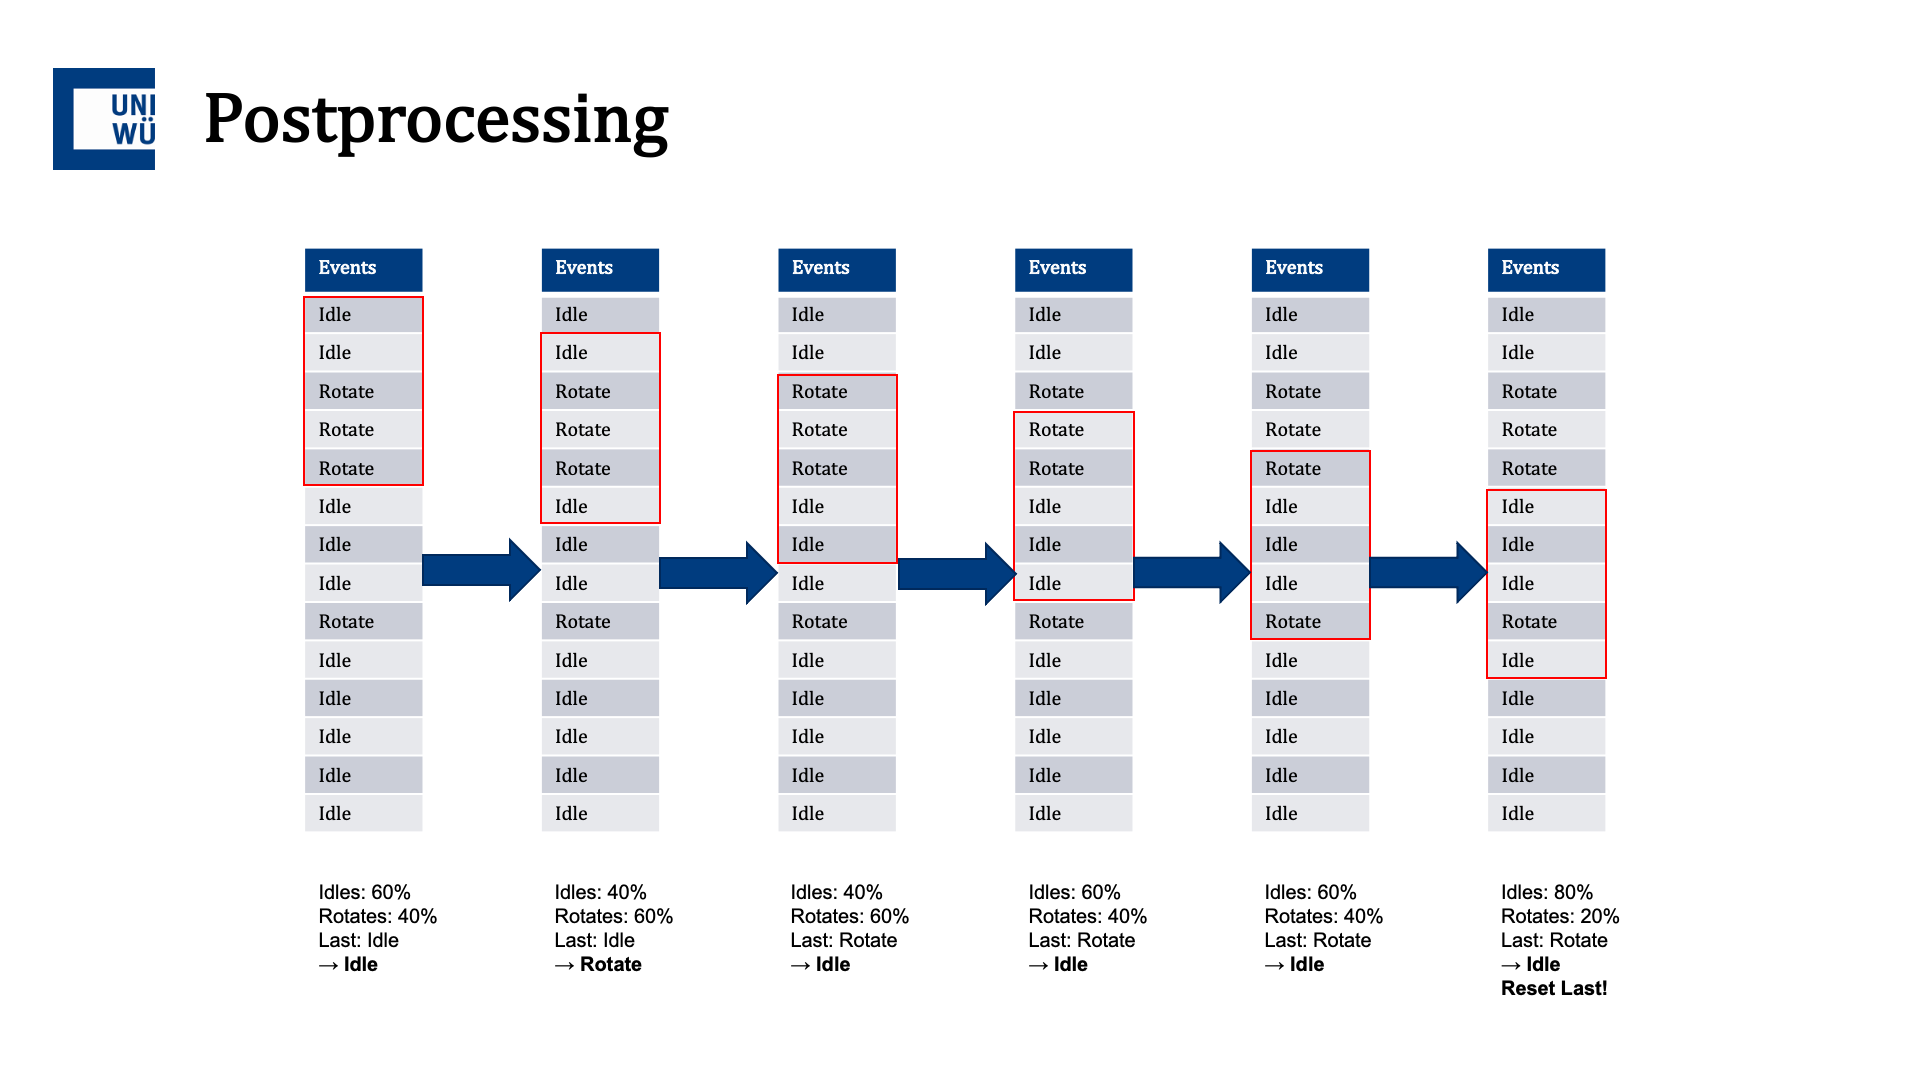 UNI
WÜ
Postprocessing
Events
Idle
Idle
Rotate
Rotate
Rotate
Idle
Idle
Idle
Rotate
Idle
Idle
Idle
Idle
Idle
Idles: 60%
Rotates: 40%
Last: Idle
→ Idle
Events
Idle
Idle
Rotate
Rotate
Rotate
Idle
Idle
Idle
Rotate
Idle
Idle
Idle
Idle
Idle
Idles: 40%
Rotates: 60%
Last: Idle
→ Rotate
Events
Idle
Idle
Rotate
Rotate
Rotate
Idle
Idle
Idle
Rotate
Idle
Idle
Idle
Idle
Idle
Idles: 40%
Rotates: 60%
Last: Rotate
→ Idle
Events
Idle
Idle
Rotate
Rotate
Rotate
Idle
Idle
Idle
Rotate
Idle
Idle
Idle
Idle
Idle
Idles: 60%
Rotates: 40%
Last: Rotate
→ Idle
Events
Idle
Idle
Rotate
Rotate
Rotate
Idle
Idle
Idle
Rotate
Idle
Idle
Idle
Idle
Idle
Idles: 60%
Rotates: 40%
Last: Rotate
→ Idle
Events
Idle
Idle
Rotate
Rotate
Rotate
Idle
Idle
Idle
Rotate
Idle
Idle
Idle
Idle
Idle
Idles: 80%
Rotates: 20%
Last: Rotate
→ Idle
Reset Last!